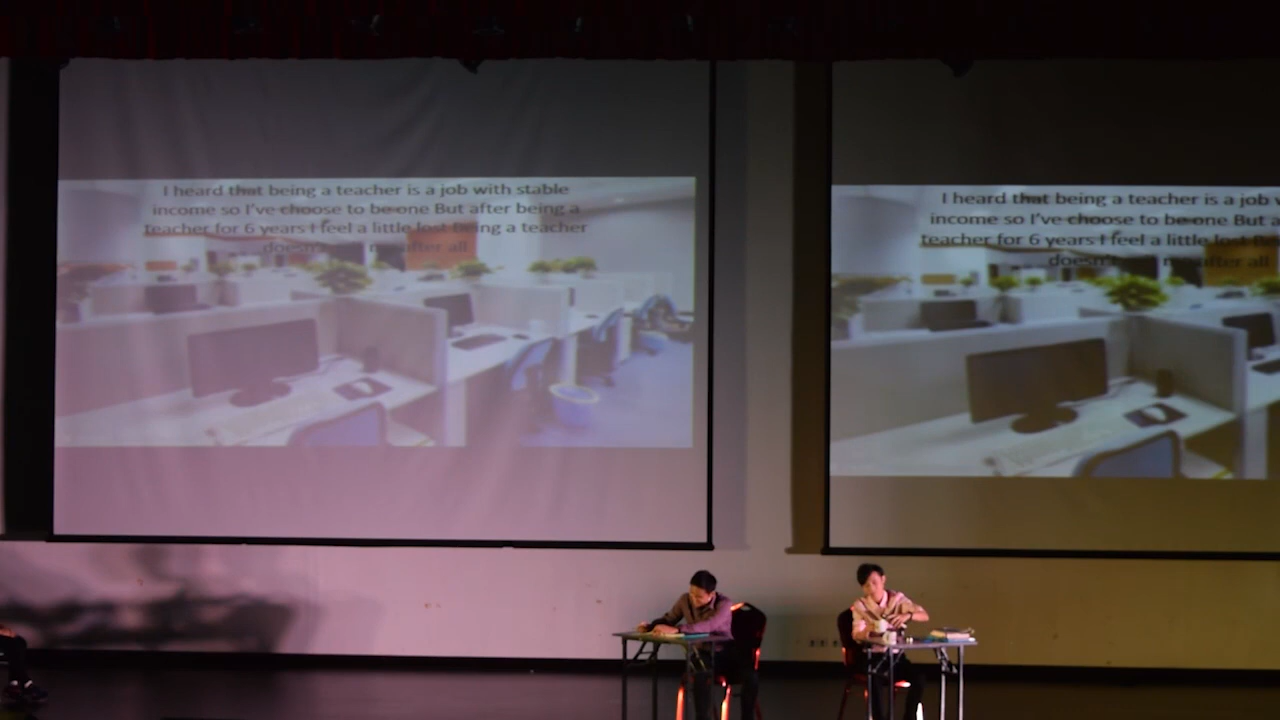 I heard that being a teacher is a job with stable
income so I've choose to be one But after being a
teacher for 6 years I feel a little lost Being a teacher
after all
I heard that being a teacher is a job
income so I've choose to be one But
teacher for 6 years I feel a little lost
after all